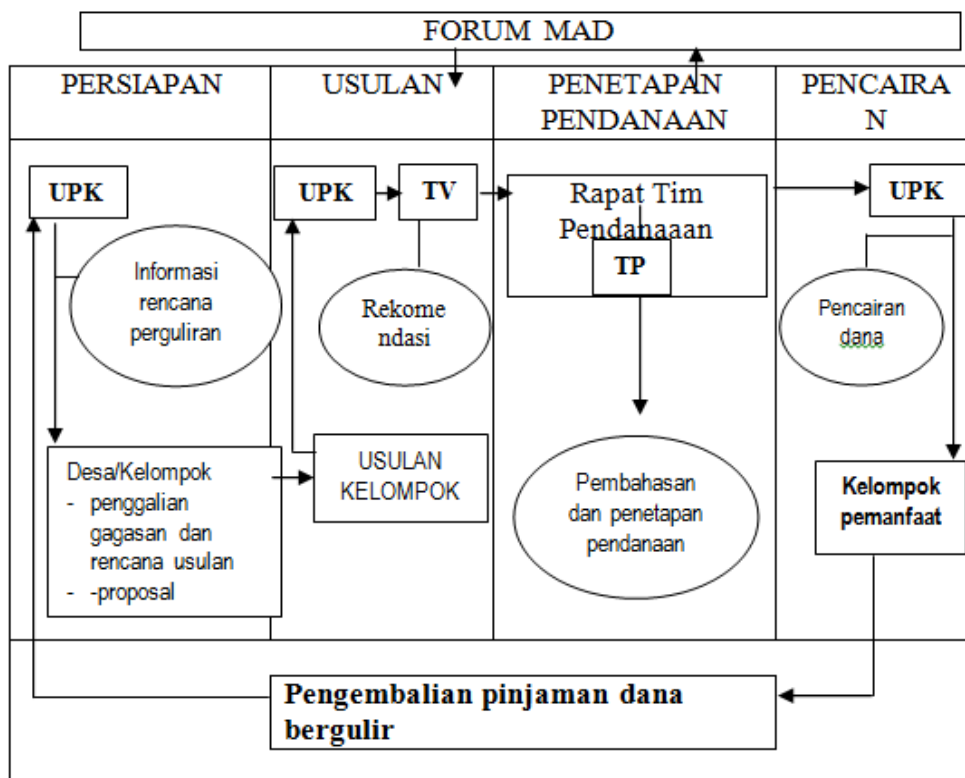 FORUM MAD
PERSIAPAN
USULAN
PENETAPAN
PENDANAAN
PENCAIRA
N
UPK
Informasi
rencana
perguliran
Desa/Kelompok
- penggalian
gagasan dan
rencana usulan
- -proposal
UPK
TV
Rekome
ndasi
USULAN
KELOMPOK
Rapat Tim
Pendanaaan
TP
Pembahasan
dan penetapan
pendanaan
UPK
Pencairan
dana
Kelompok
pemanfaat
Pengembalian pinjaman dana
bergulir